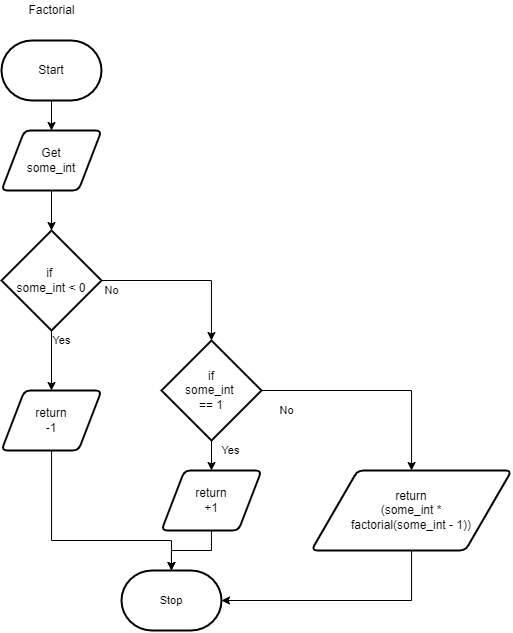 Factorial
Start
Get
some_int
if
some_int < 0
No
Yes
return
-1
if
some_int
== 1
No
Yes
return
+1
return
(some_int *
factorial(some_int - 1))
Stop